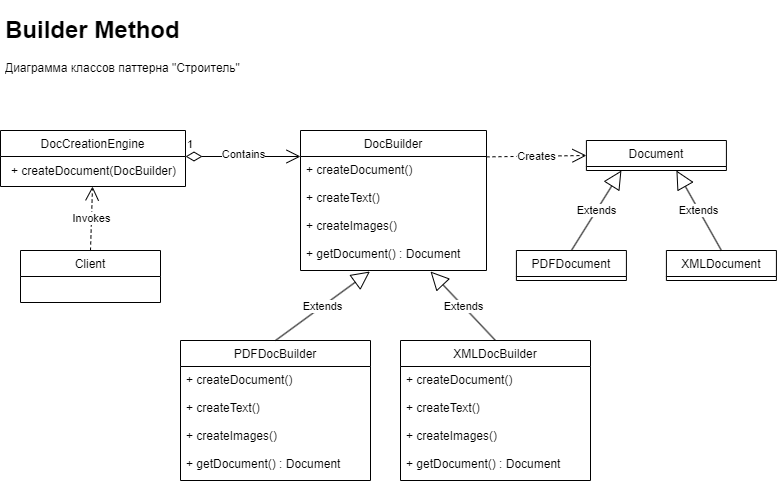 Builder Method
Диаграмма классов паттерна "Строитель"
DocCreationEngine
+ createDocument(DocBuilder)
1
Contains
DocBuilder
+ createDocument()
+ createText()
+ createImages()
+ getDocument() : Document
Creates
Document
Invokes
Extends
Extends
Client
PDFDocument
XMLDocument
Extends
Extends
PDFDocBuilder
+ createDocument()
+ createText()
+ createImages()
+ getDocument() : Document
XMLDocBuilder
+ createDocument()
+ createText()
+ createImages()
+ getDocument() : Document